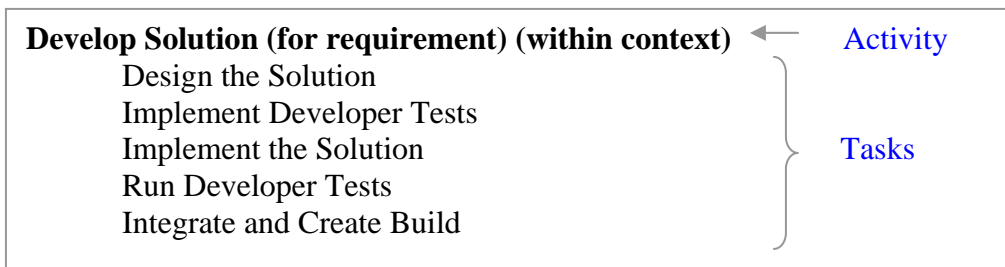 Develop Solution (for requirement) (within context) Activity
Design the Solution
Implement Developer Tests
Implement the Solution Tasks
Run Developer Tests
Integrate and Create Build